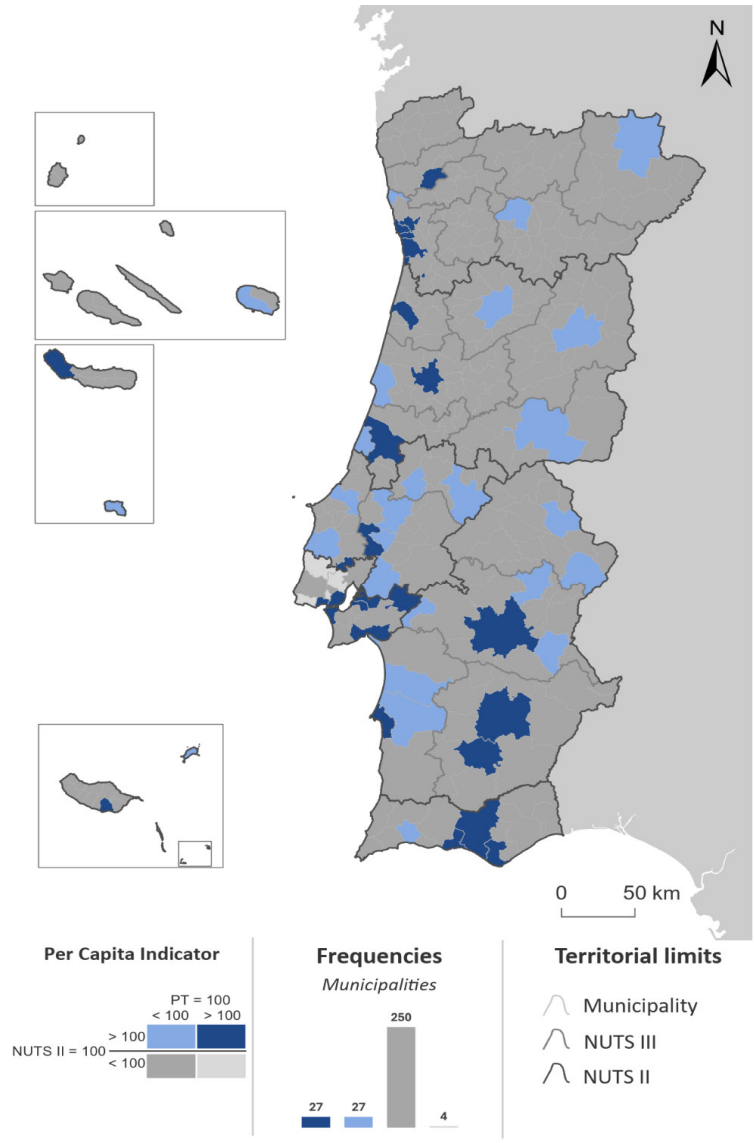 N
0 50 km
Per Capita Indicator
PT = 100
< 100 > 100
> 100
NUTS II = 100
< 100
Frequencies
Municipalities
250
27 27 4
Territorial limits
Municipality
NUTS III
NUTS II